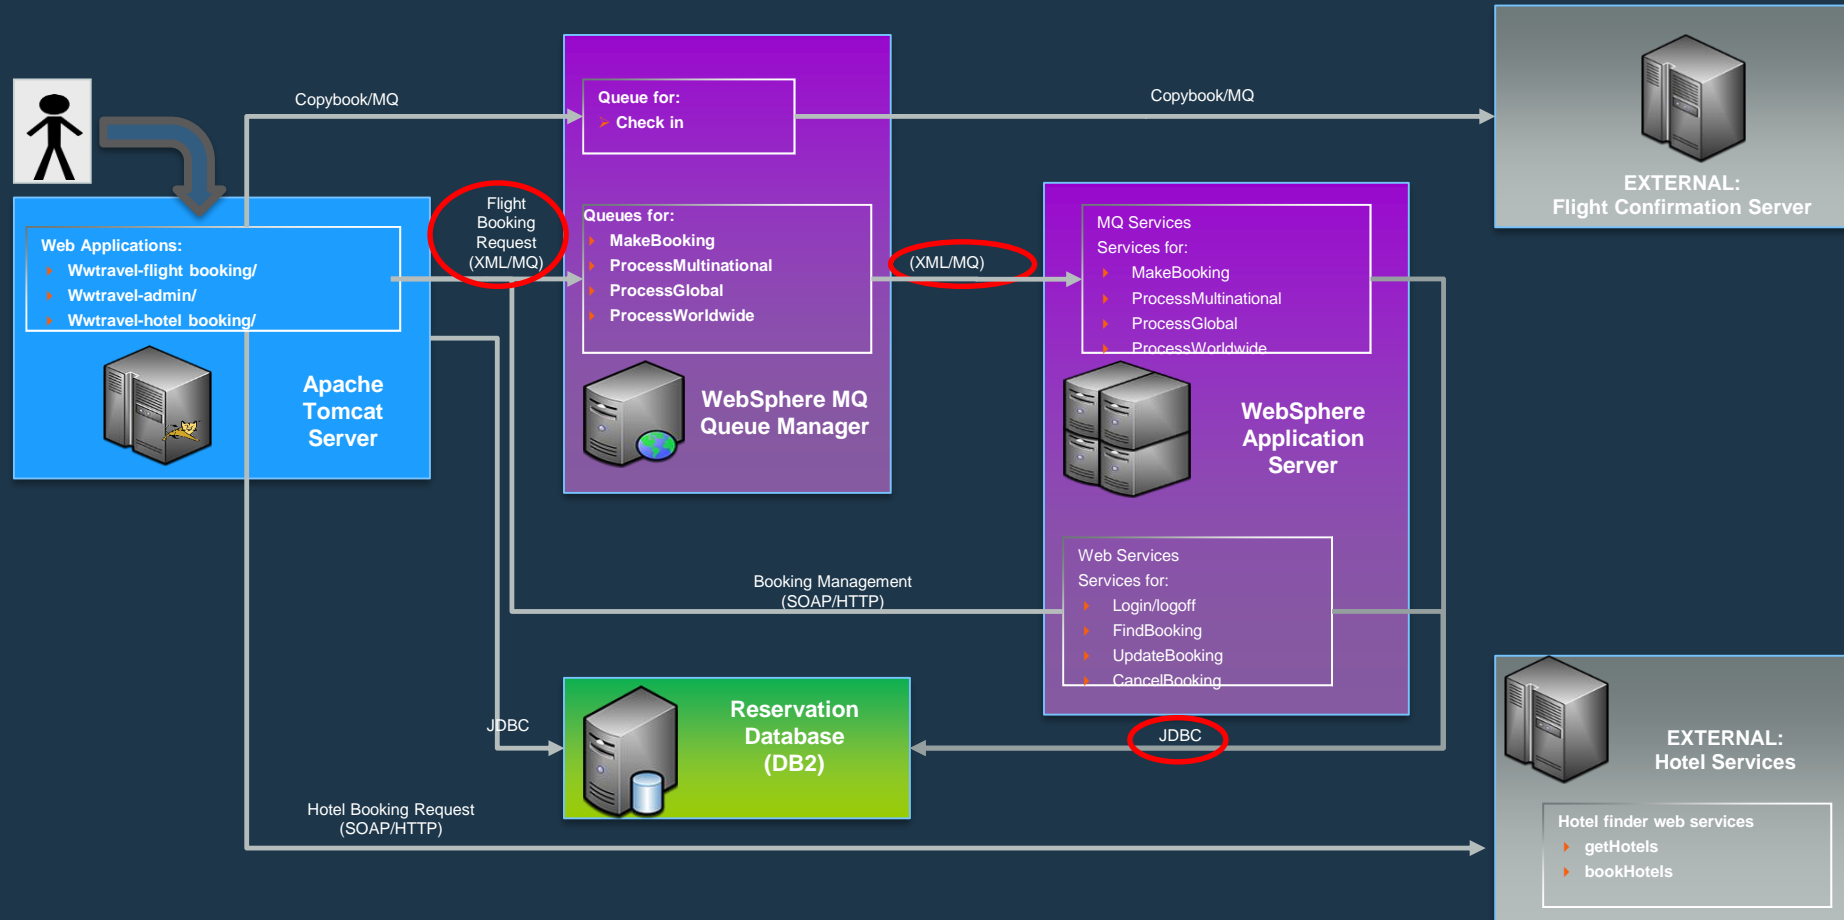 Copybook/MQ
Queue for:
Check in
Copybook/MQ
EXTERNAL:
Flight Confirmation Server
Web Applications:
Wwtravel-flight booking/
Wwtravel-admin/
Wwtravel-hotel booking/
Apache
Tomcat
Server
Flight
Booking
Request
(XML/MQ)
Queues for:
MakeBooking
ProcessMultinational
ProcessGlobal
ProcessWorldwide
WebSphere MQ
Queue Manager
(XML/MQ)
MQ Services
Services for:
MakeBooking
ProcessMultinational
ProcessGlobal
ProcessWorldwide
WebSphere
Application
Server
Booking Management
(SOAP/HTTP)
Web Services
Services for:
Login/logoff
FindBooking
UpdateBooking
CancelBooking
JDBC
Reservation
Database
(DB2)
JDBC
Hotel Booking Request
(SOAP/HTTP)
EXTERNAL:
Hotel Services
Hotel finder web services
getHotels
bookHotels